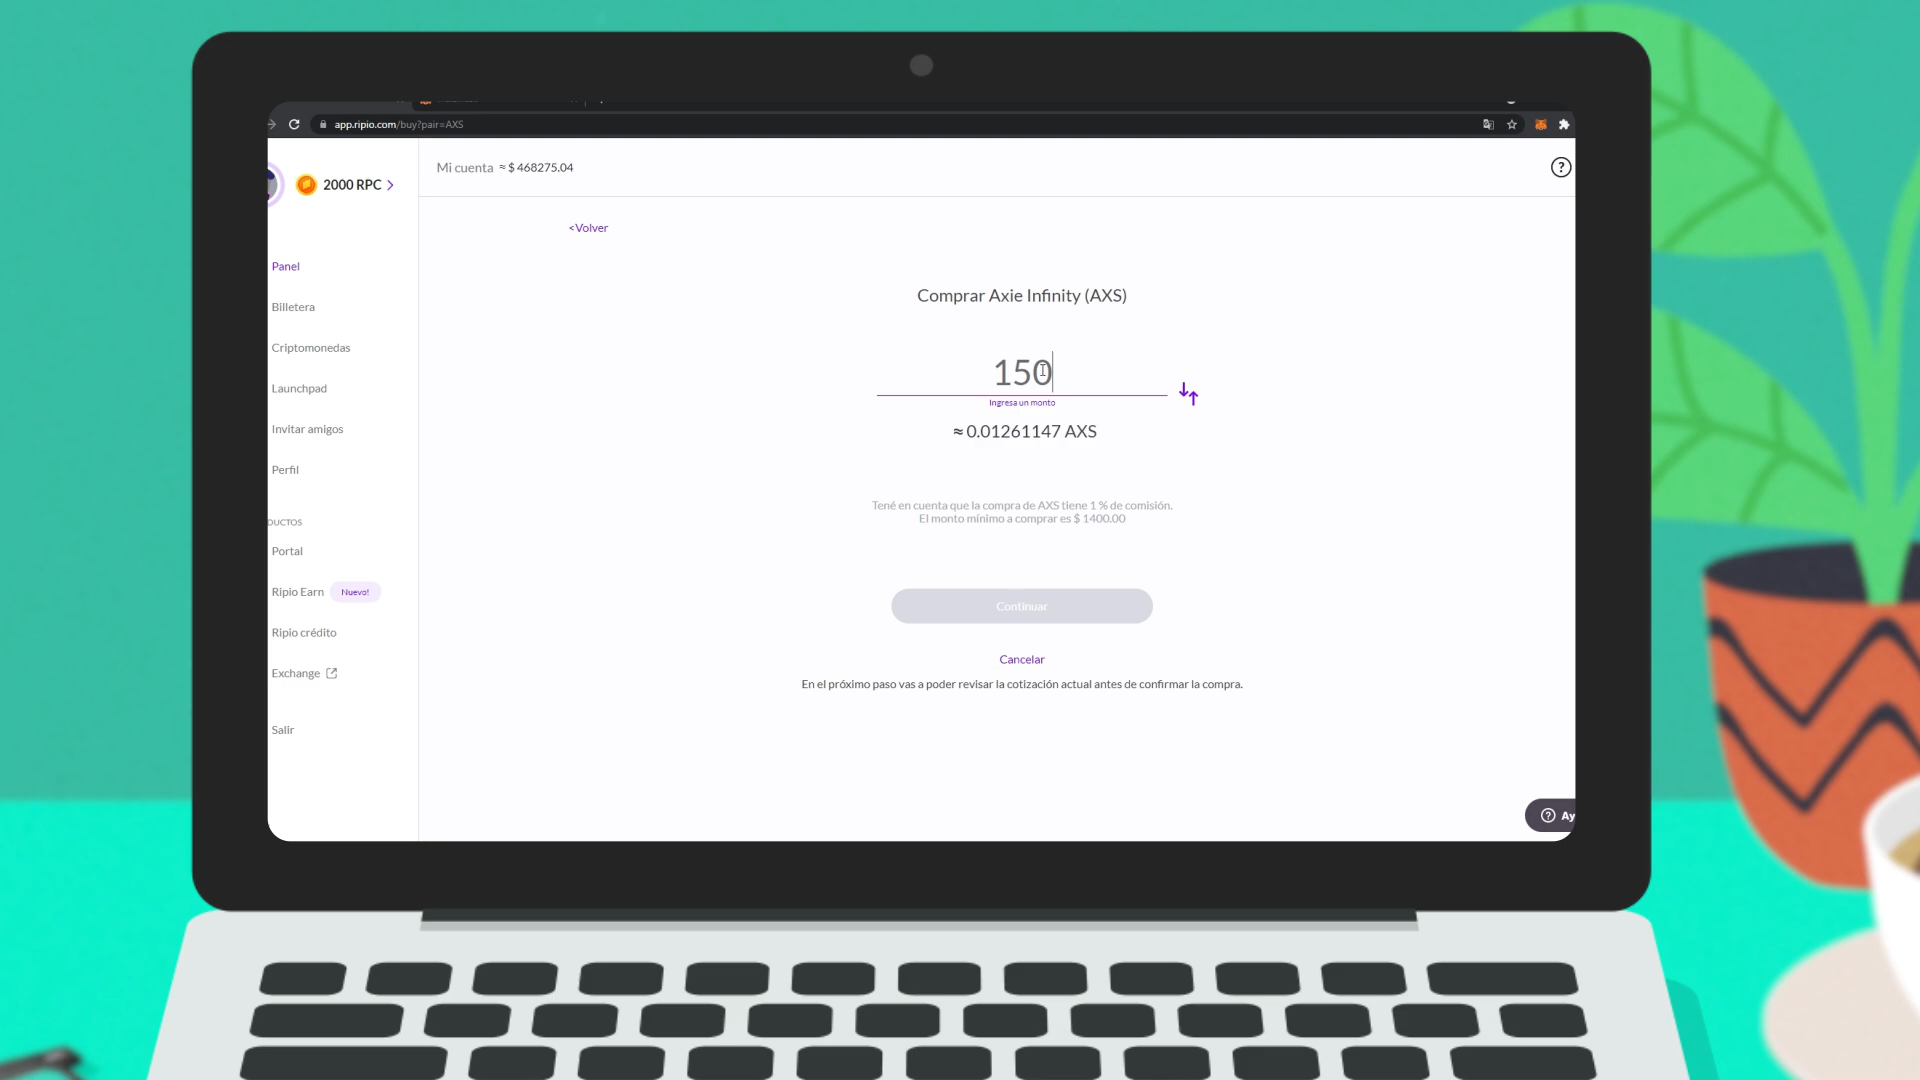 app.ripio.com/buy?pair=AXS
2000 RPC
Mi cuenta ≈ $ 468275.04
<Volver
Panel
Billetera
Criptomonedas
Launchpad
Invitar amigos
Perfil
DUCTOS
Portal
Ripio Earn Nuevo!
Ripio crédito
Exchange
Salir
Comprar Axie Infinity (AXS)
150
Ingresa un monto
≈ 0.01261147 AXS
Tené en cuenta que la compra de AXS tiene 1 % de comisión.
El monto mínimo a comprar es $ 1400.00
Continuar
Cancelar
En el próximo paso vas a poder revisar la cotización actual antes de confirmar la compra.
Ay